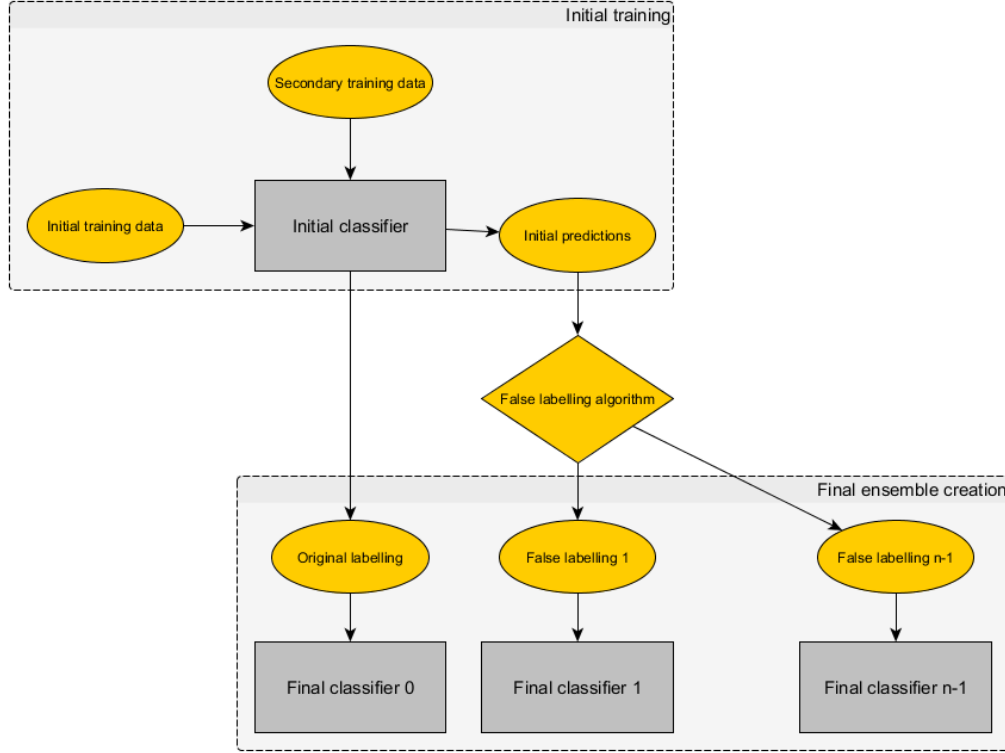 Initial training
Secondary training data
Initial training data
Initial classifier
Initial predictions
False labelling algorithm
Final ensemble creation
Original labelling
False labelling 1
False labelling n-1
Final classifier 0
Final classifier 1
Final classifier n-1